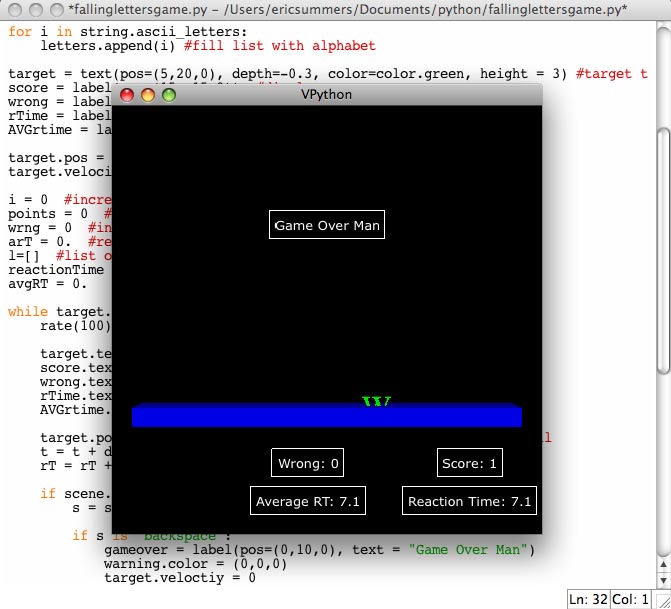 *fallinglettersgame.py - /Users/ericsummers/Documents/python/fallinglettersgame.py*
for i in string.ascii_letters:
letters.append(i) #fill list with alphabet
target = text(pos=(5,20,0), depth=-0.3, color=color.green, height = 3) #target t
score = label
wrong = label
rTime = label
AVGrtime = la
target.pos =
target.veloci
i = 0 #incre
points = 0 #
wrng = 0 #in
arT = 0. #re
l=[] #list o
reactionTime
avgRT = 0.
while target.
rate(100)
target.te
score.tex
wrong.tex
rTime.tex
AVGrtime.
target.po
t = t + d
rT = rT +
if scene.
s = s
if s is "backspace":
gameover = label(pos=(0,10,0), text = "Game Over Man")
warning.color = (0,0,0)
target.veloctiy = 0
VPython
Game Over Man
W
Wrong: 0
Score: 1
Average RT: 7.1
Reaction Time: 7.1
Ln: 32 Col: 1